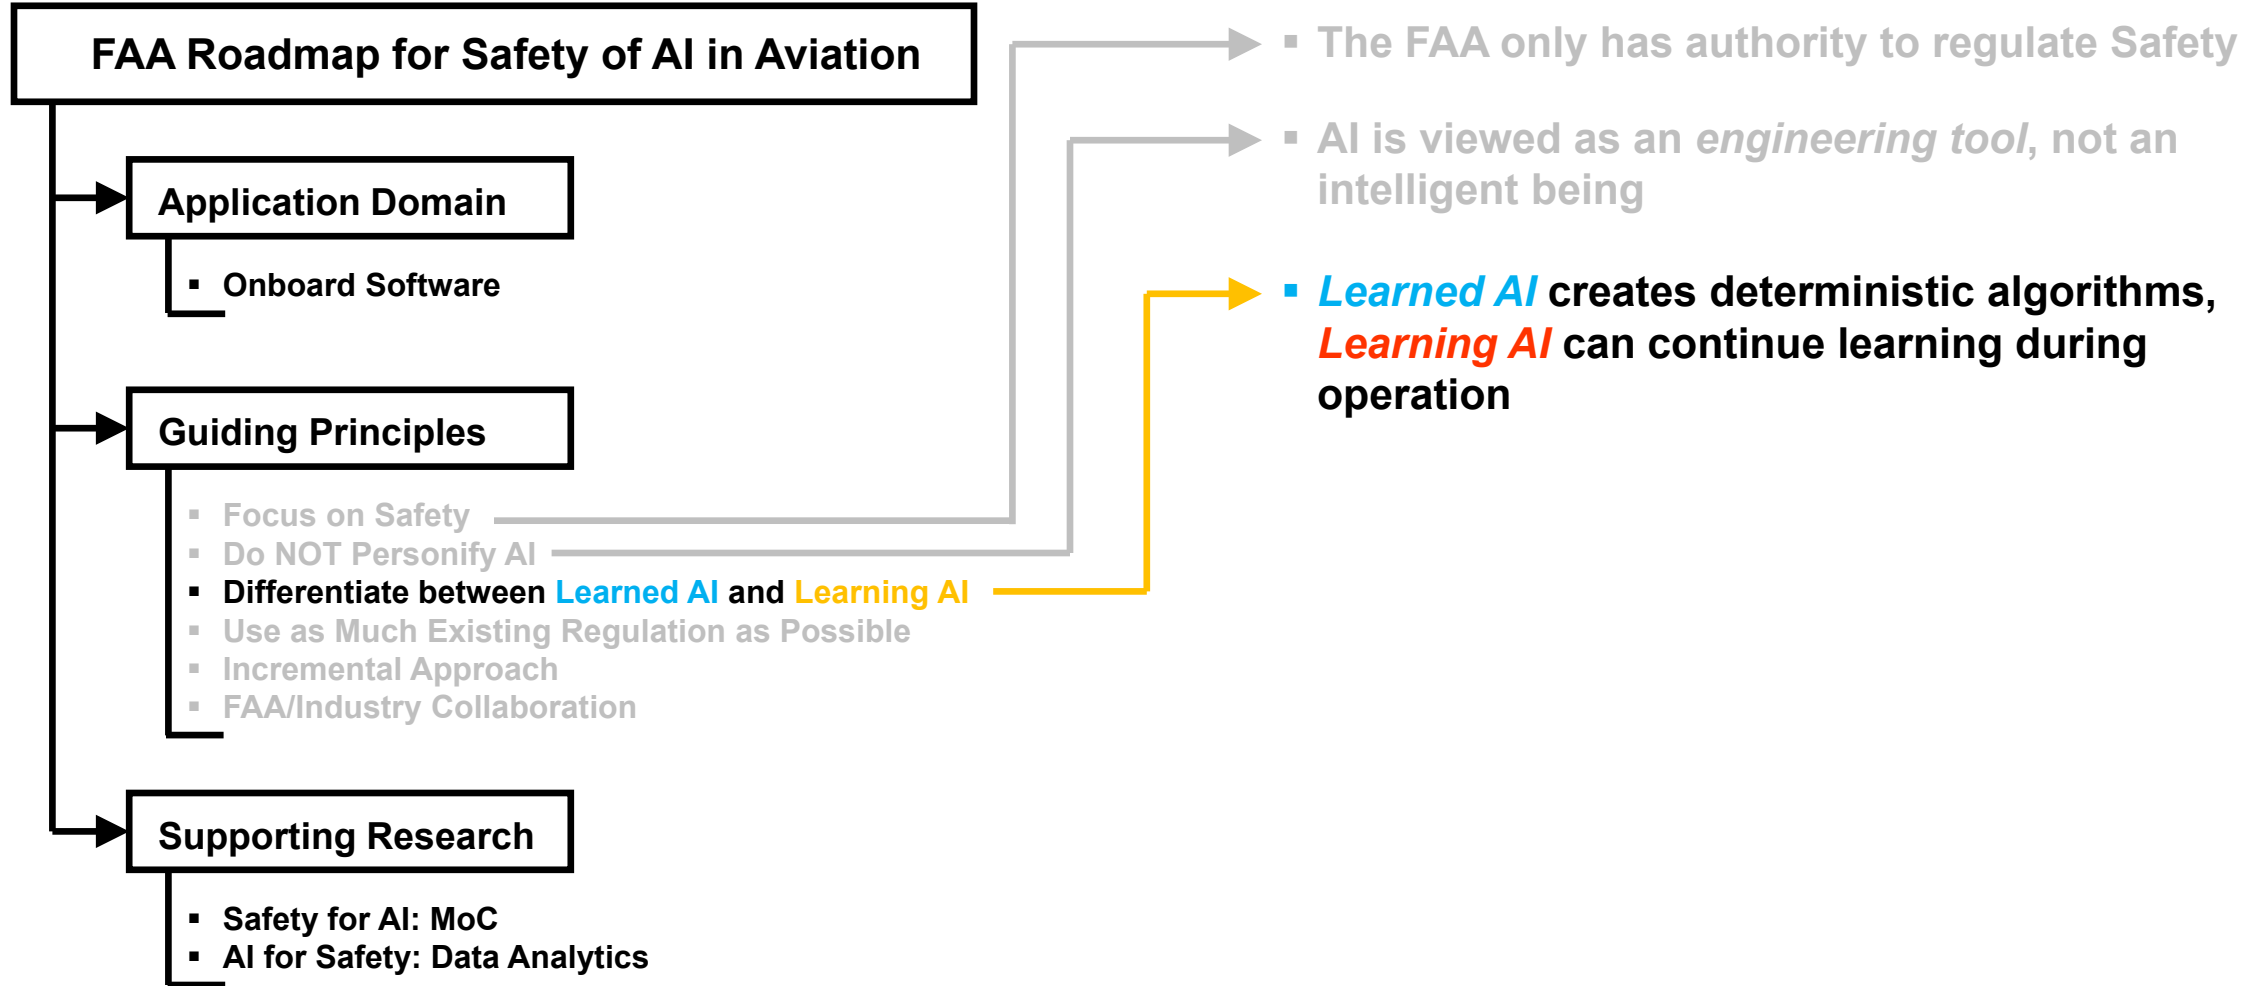 FAA Roadmap for Safety of AI in Aviation
Application Domain
▪ Onboard Software
Guiding Principles
▪ Focus on Safety
▪ Do NOT Personify AI
▪ Differentiate between Learned AI and Learning AI
▪ Use as Much Existing Regulation as Possible
▪ Incremental Approach
▪ FAA/Industry Collaboration
Supporting Research
▪ Safety for AI: MoC
▪ AI for Safety: Data Analytics
▪ The FAA only has authority to regulate Safety
▪ AI is viewed as an engineering tool, not an
intelligent being
▪ Learned AI creates deterministic algorithms,
Learning AI can continue learning during
operation